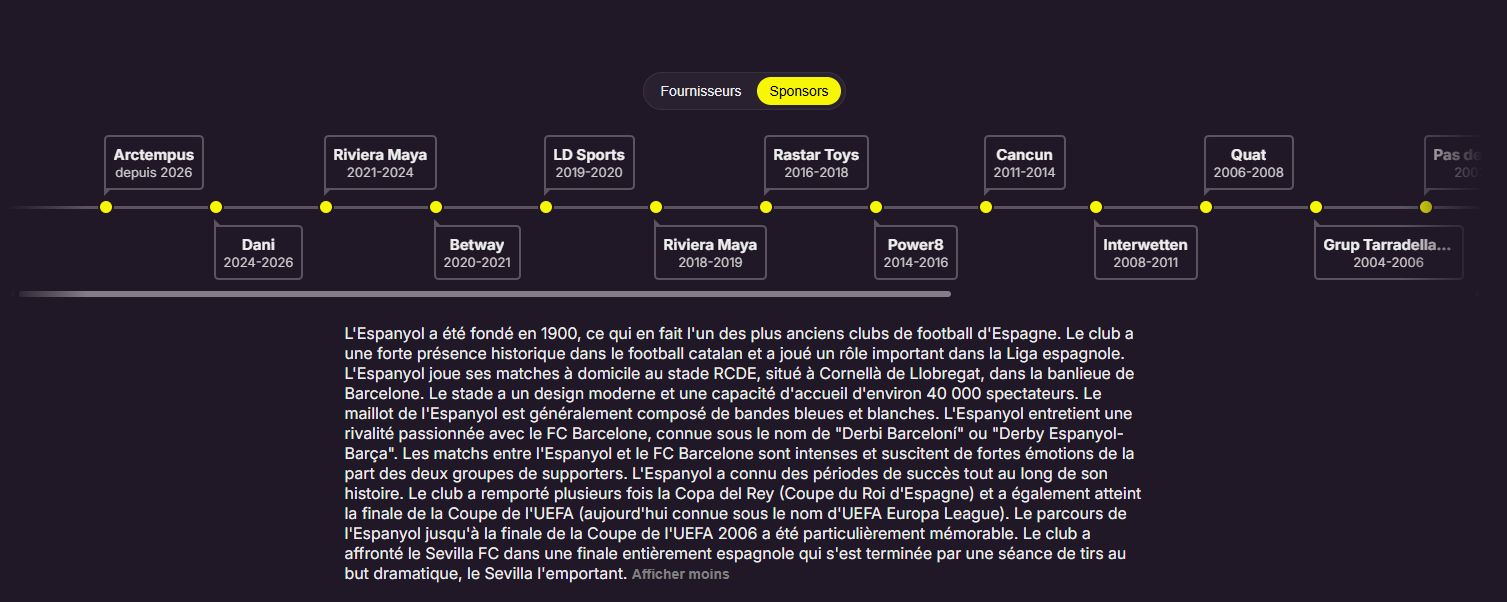 Fournisseurs Sponsors
Arctempus
depuis 2026
Riviera Maya
2021-2024
LD Sports
2019-2020
Rastar Toys
2016-2018
Cancun
2011-2014
Quat
2006-2008
Pas de
Dani
2024-2026
Betway
2020-2021
Riviera Maya
2018-2019
Power8
2014-2016
Interwetten
2008-2011
Grup Tarradella...
2004-2006
L'Espanyol a été fondé en 1900, ce qui en fait l'un des plus anciens clubs de football d'Espagne. Le club a
une forte présence historique dans le football catalan et a joué un rôle important dans la Liga espagnole.
L'Espanyol joue ses matches à domicile au stade RCDE, situé à Cornellà de Llobregat, dans la banlieue de
Barcelone. Le stade a un design moderne et une capacité d'accueil d'environ 40 000 spectateurs. Le
maillot de l'Espanyol est généralement composé de bandes bleues et blanches. L'Espanyol entretient une
rivalité passionnée avec le FC Barcelone, connue sous le nom de "Derbi Barceloní" ou "Derby Espanyol-
Barça". Les matchs entre l'Espanyol et le FC Barcelone sont intenses et suscitent de fortes émotions de la
part des deux groupes de supporters. L'Espanyol a connu des périodes de succès tout au long de son
histoire. Le club a remporté plusieurs fois la Copa del Rey (Coupe du Roi d'Espagne) et a également atteint
la finale de la Coupe de l'UEFA (aujourd'hui connue sous le nom d'UEFA Europa League). Le parcours de
l'Espanyol jusqu'à la finale de la Coupe de l'UEFA 2006 a été particulièrement mémorable. Le club a
affronté le Sevilla FC dans une finale entièrement espagnole qui s'est terminée par une séance de tirs au
but dramatique, le Sevilla l'emportant. Afficher moins